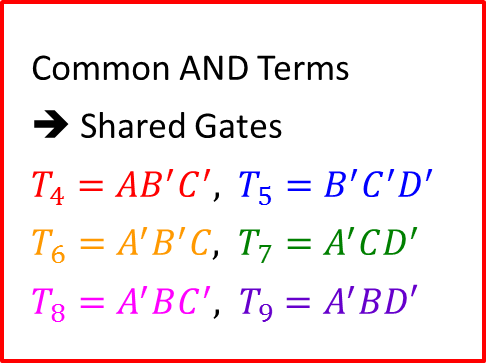 Common AND Terms
➔ Shared Gates
T₄ = AB′C′, T₅ = B′C′D′
T₆ = A′B′C, T₇ = A′CD′
T₈ = A′BC′, T₉ = A′BD′